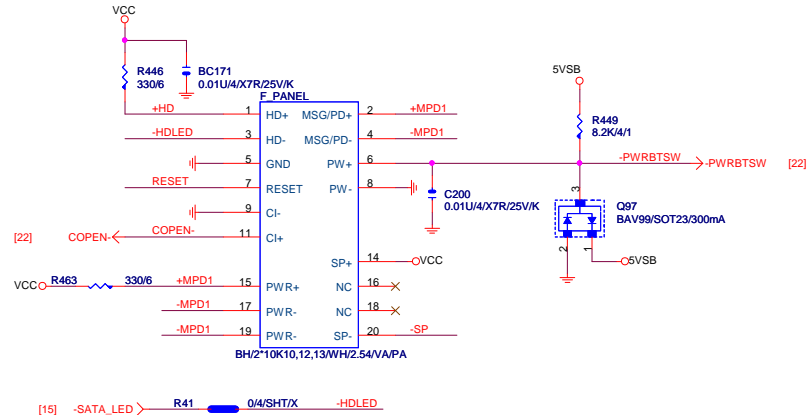 VCC
R446
330/6
BC171
0.01U/4/X7R/25V/K
F_PANEL
+HD 1 HD+ MSG/PD+ 2 +MPD1
-HDLED 3 HD- MSG/PD- 4 -MPD1
5 GND PW+ 6
RESET 7 RESET PW- 8
9 CI-
[22] COPEN- COPEN- 11 CI+
SP+ 14 VCC
VCC R463 330/6 +MPD1 15 PWR+ NC 16
-MPD1 17 PWR- NC 18
-MPD1 19 PWR- SP- 20 -SP
BH/2*10K10,12,13/WH/2.54/VA/PA
5VSB
R449
8.2K/4/1
-PWRBTSW -PWRBTSW [22]
C200
0.01U/4/X7R/25V/K
3
Q97
BAV99/SOT23/300mA
2 1
5VSB
[15] -SATA_LED R41 0/4/SHT/X -HDLED